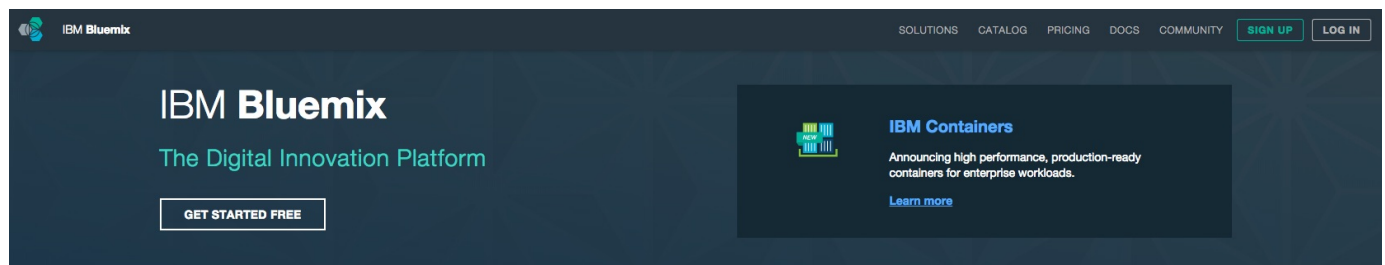 IBM Bluemix
SOLUTIONS CATALOG PRICING DOCS COMMUNITY SIGN UP LOG IN
IBM Bluemix
The Digital Innovation Platform
GET STARTED FREE
NEW
IBM Containers
Announcing high performance, production-ready
containers for enterprise workloads.
Learn more